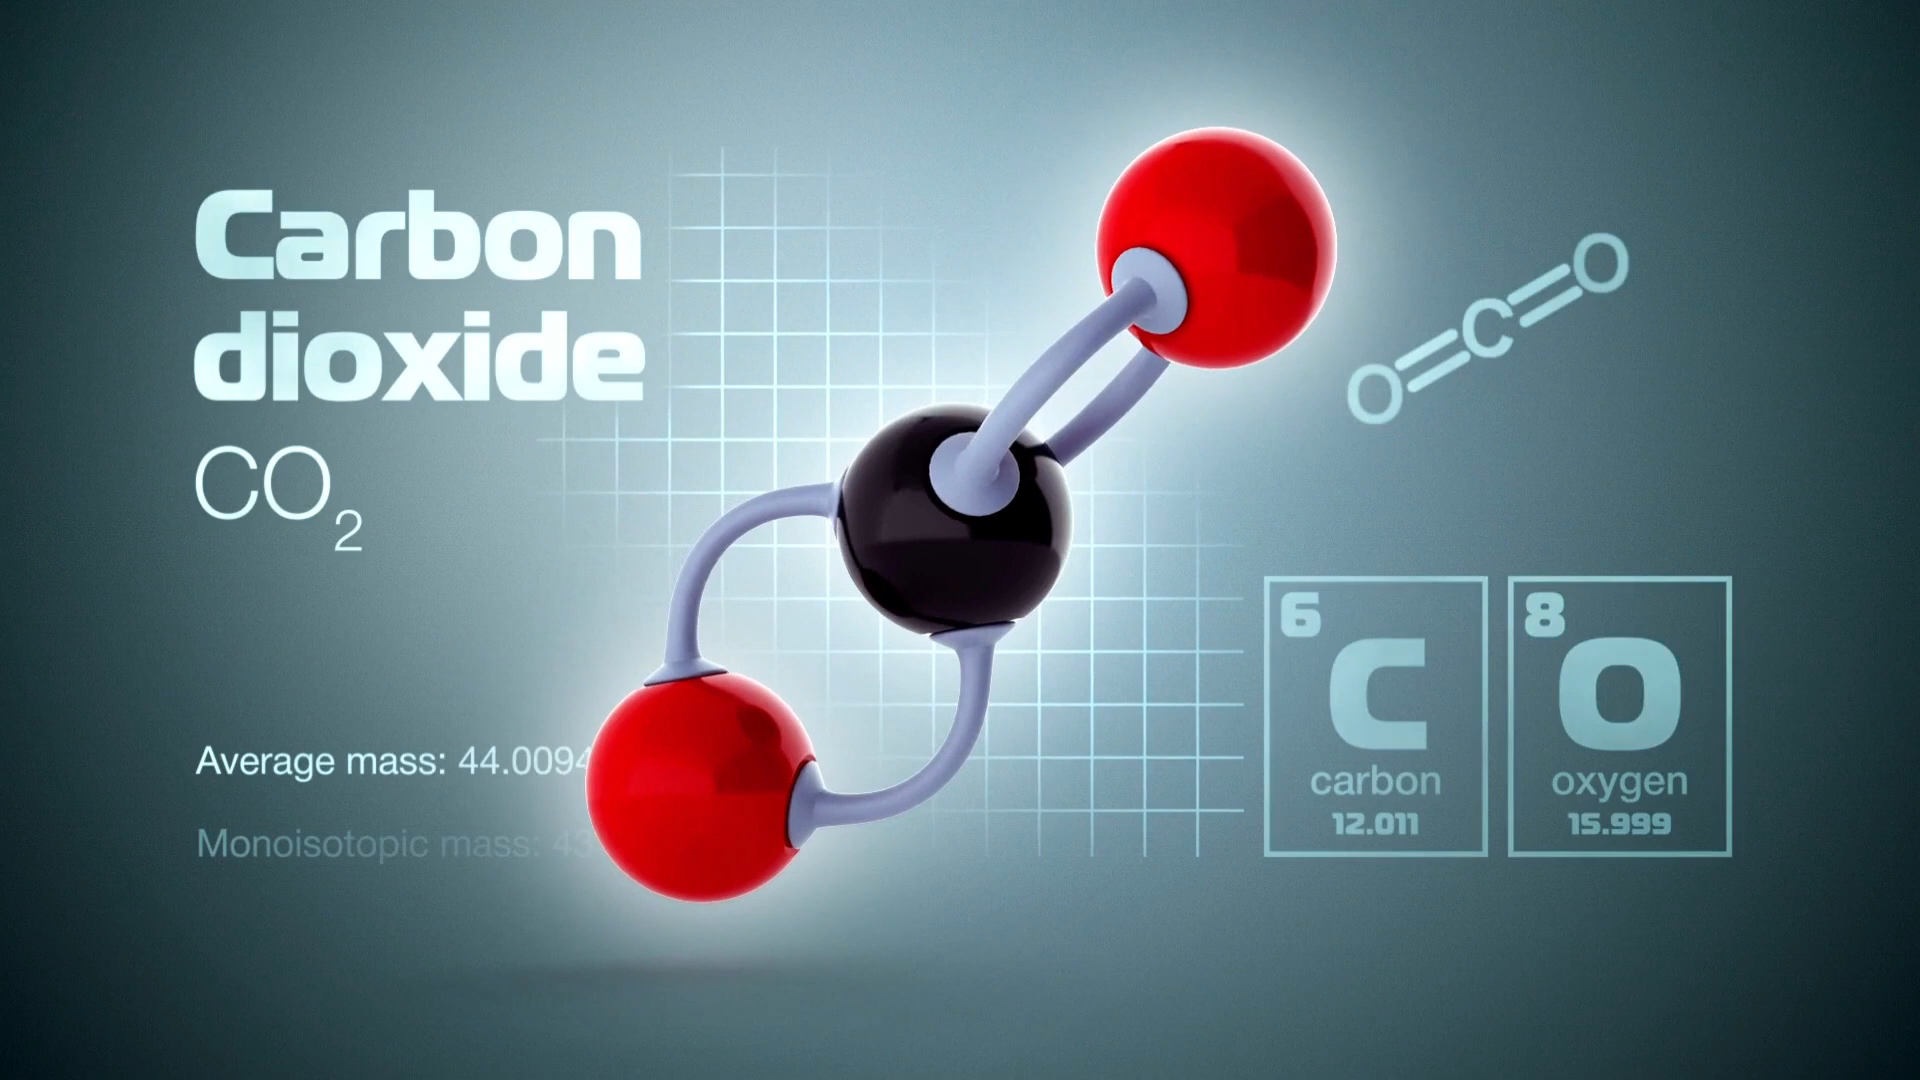 Carbon
dioxide
CO₂
Average mass: 44.0094
Monoisotopic mass: 43
O=C=O
6
C
carbon
12.011
8
O
oxygen
15.999